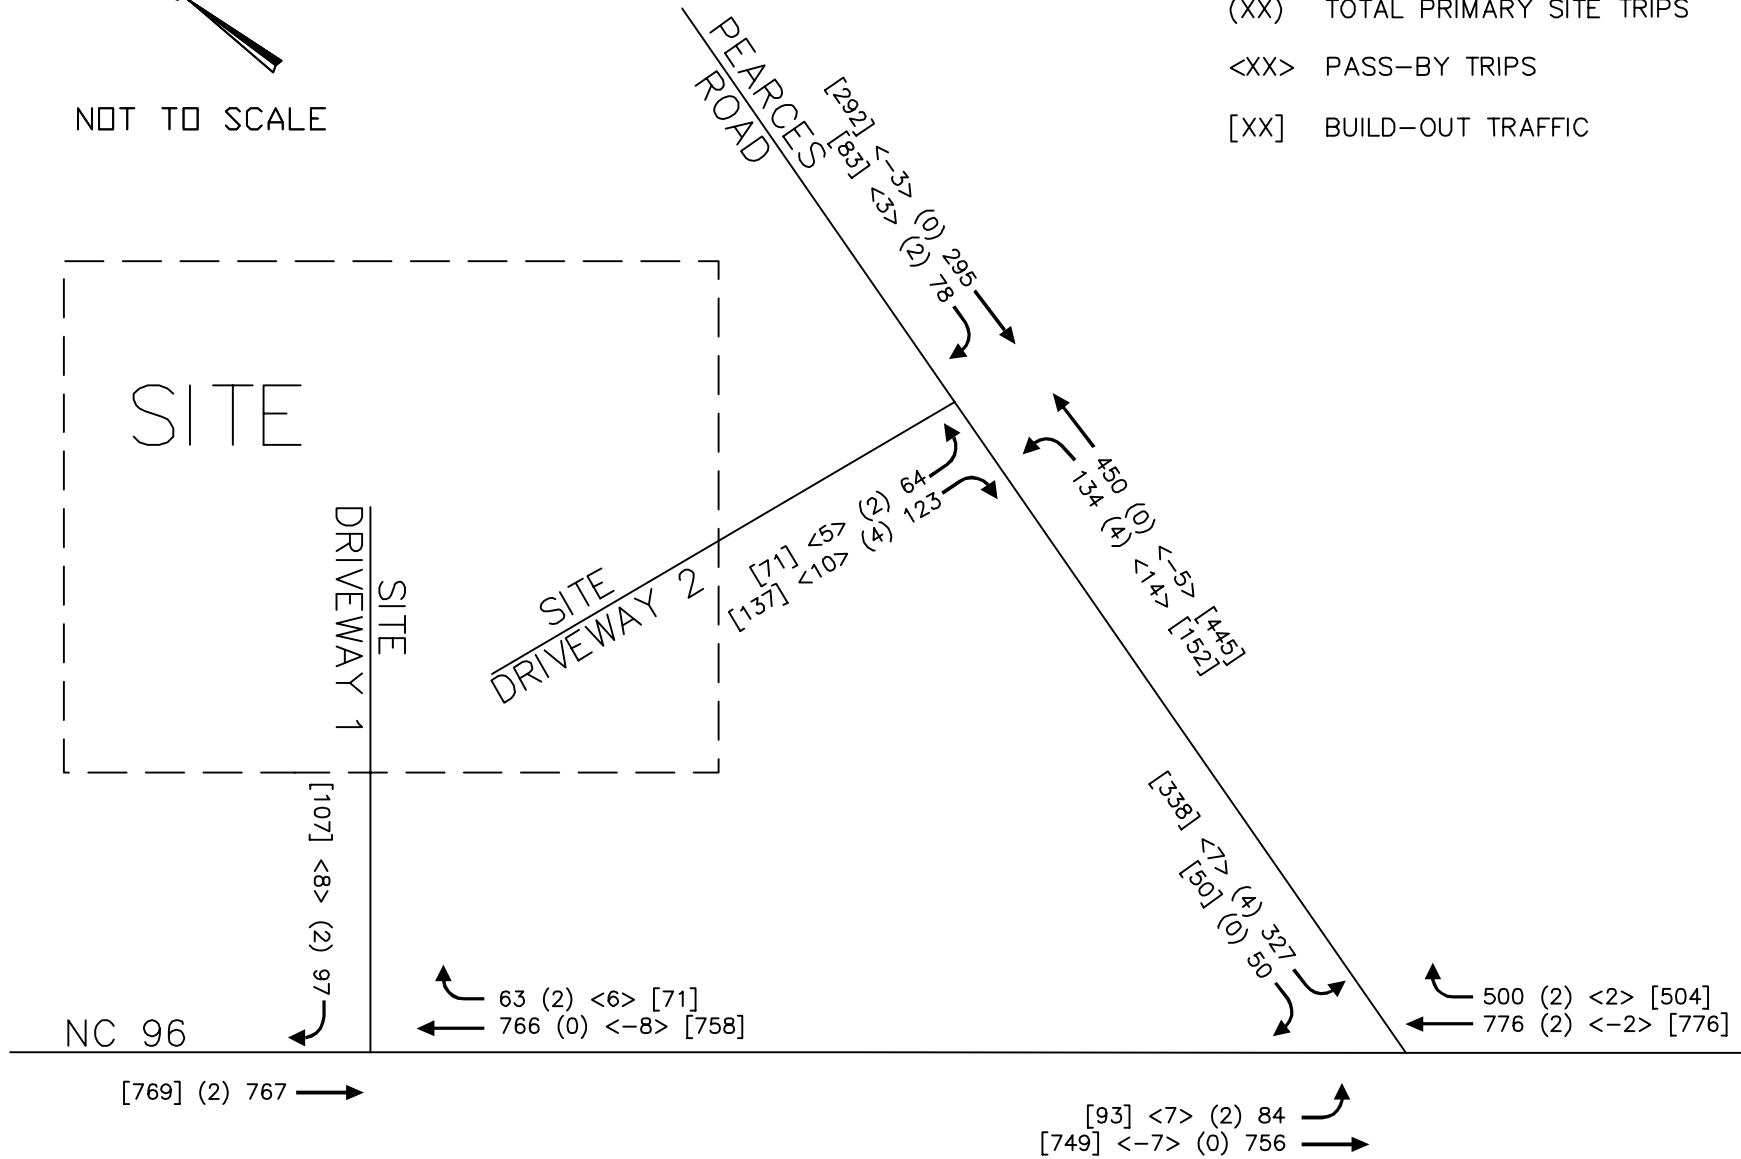 (XX) TOTAL PRIMARY SITE TRIPS
<XX> PASS-BY TRIPS
[XX] BUILD-OUT TRAFFIC
NOT TO SCALE
PEARCES
ROAD
[292] <-3> (0) 295
[83] <3> (2) 78
450 (0) <-5> [445]
134 (4) <14> [152]
[71] <5> (2) 64
[137] <10> (4) 123
SITE
SITE
DRIVEWAY 1
SITE
DRIVEWAY 2
[107] <8> (2) 97
[338] <7> (4) 327
[50] (0) 50
63 (2) <6> [71]
766 (0) <-8> [758]
500 (2) <2> [504]
776 (2) <-2> [776]
NC 96
[769] (2) 767
[93] <7> (2) 84
[749] <-7> (0) 756